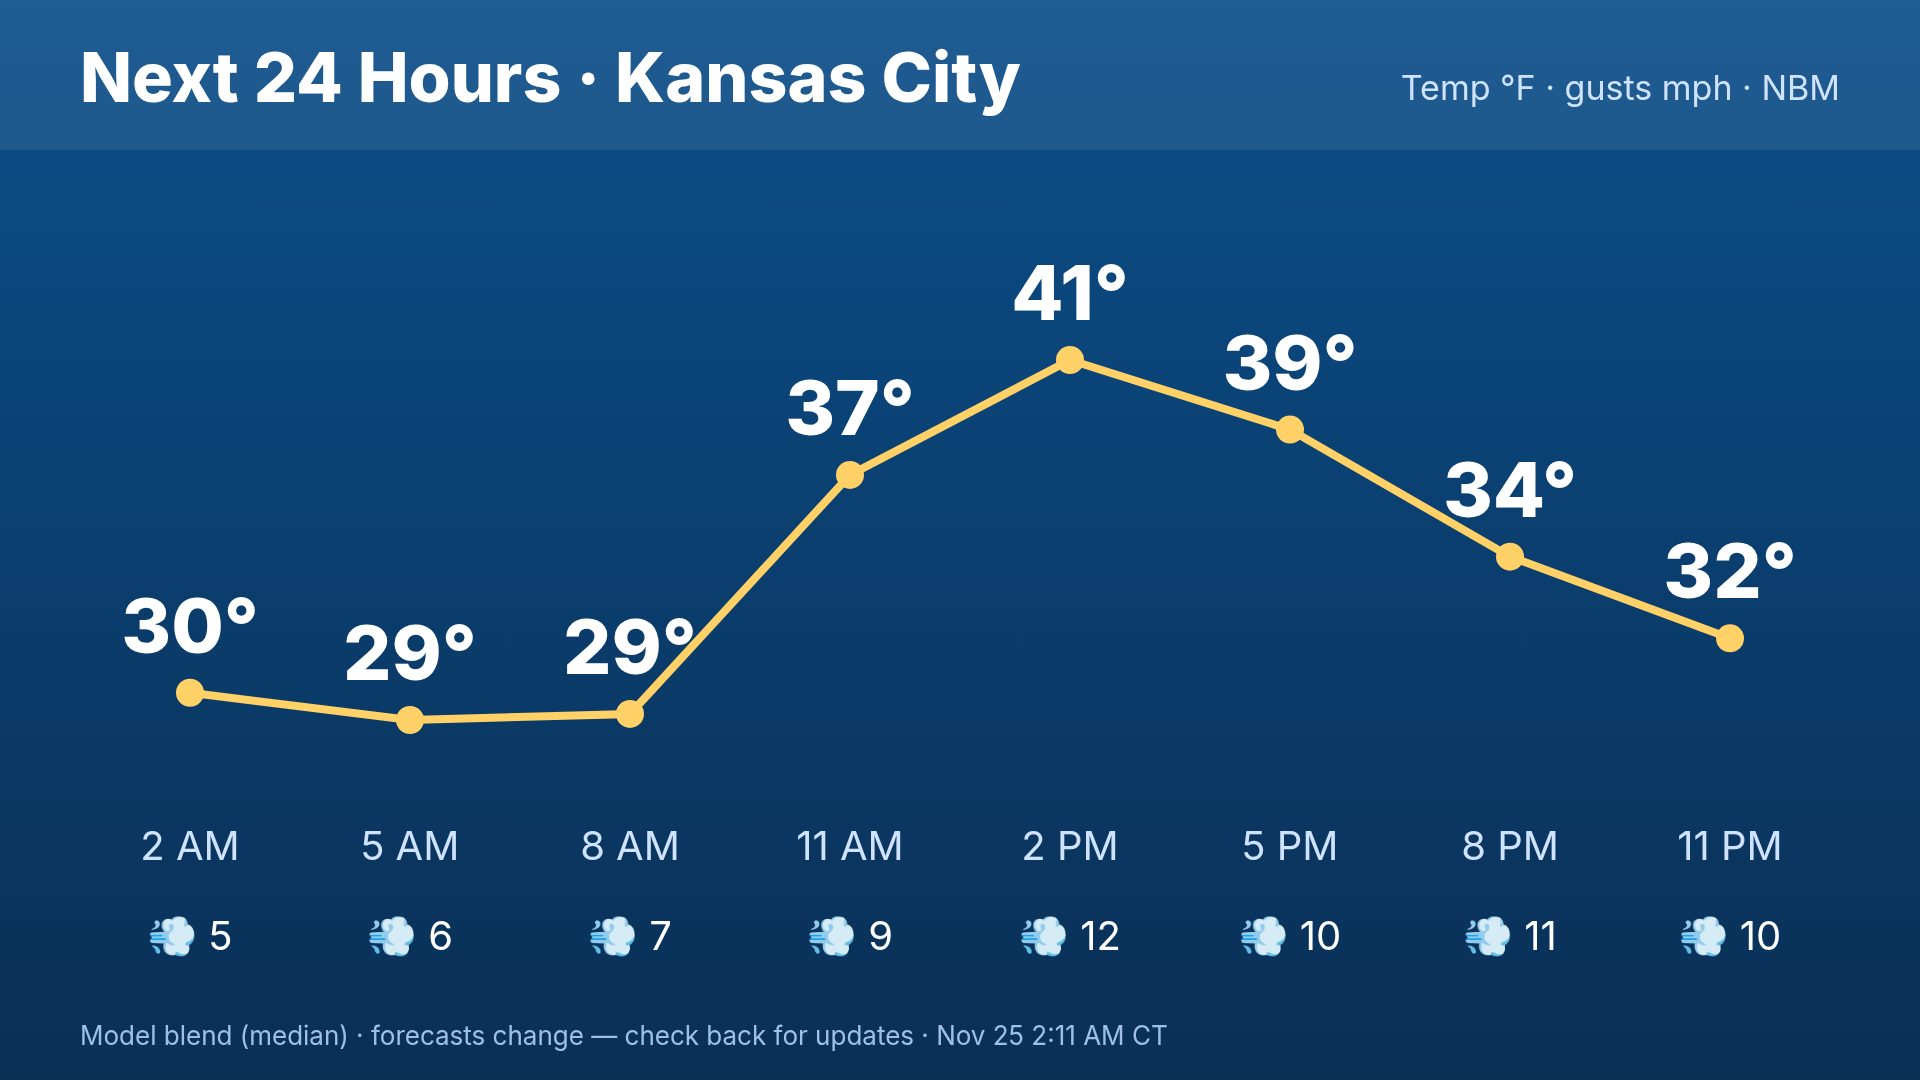 Next 24 Hours · Kansas City
Temp °F · gusts mph · NBM
41°
39°
37°
34°
32°
30°
29°
29°
2 AM
5 AM
8 AM
11 AM
2 PM
5 PM
8 PM
11 PM
5
6
7
9
12
10
11
10
Model blend (median) · forecasts change — check back for updates · Nov 25 2:11 AM CT